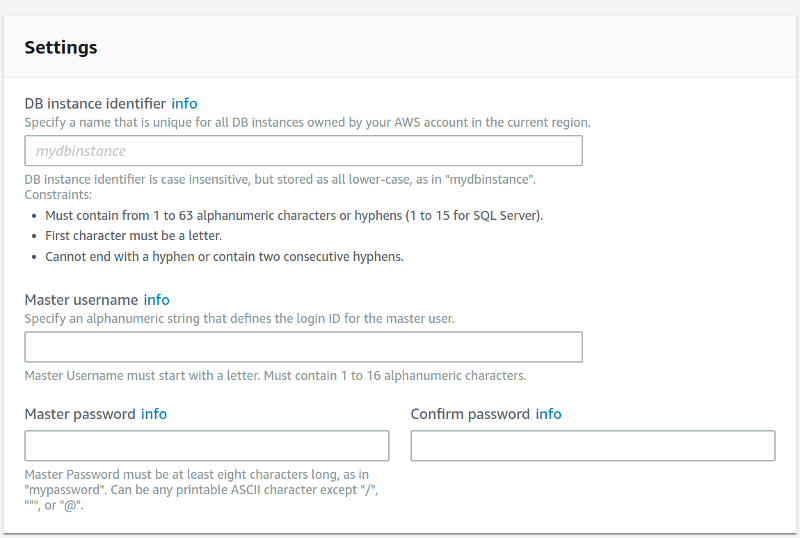 Settings
DB instance identifier info
Specify a name that is unique for all DB instances owned by your AWS account in the current region.
mydbinstance
DB instance identifier is case insensitive, but stored as all lower-case, as in "mydbinstance".
Constraints:
• Must contain from 1 to 63 alphanumeric characters or hyphens (1 to 15 for SQL Server).
• First character must be a letter.
• Cannot end with a hyphen or contain two consecutive hyphens.
Master username info
Specify an alphanumeric string that defines the login ID for the master user.
Master Username must start with a letter. Must contain 1 to 16 alphanumeric characters.
Master password info
Confirm password info
Master Password must be at least eight characters long, as in
"mypassword". Can be any printable ASCII character except "/",
""", or "@".